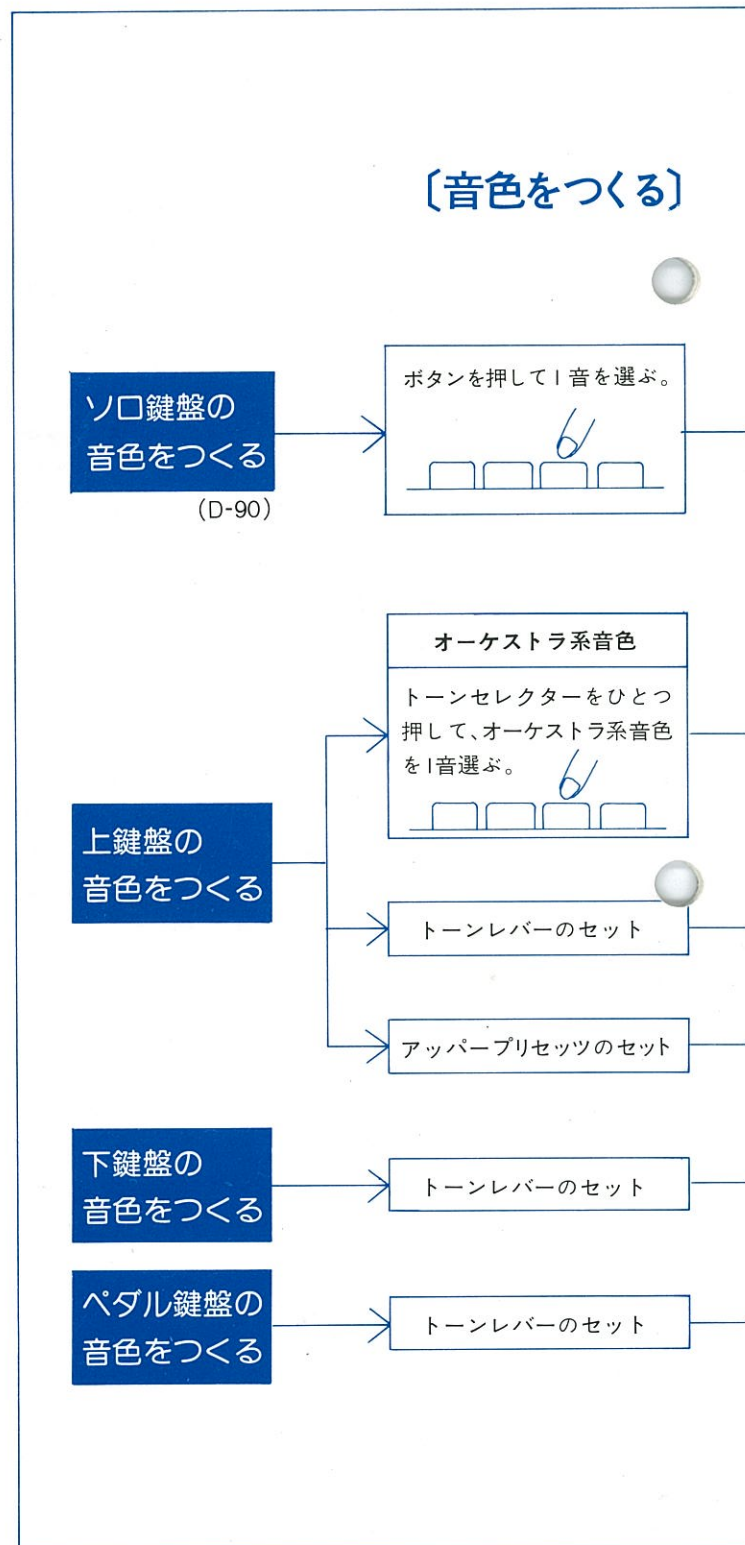 〔音色をつくる〕
ソロ鍵盤の
音色をつくる
(D-90)
ボタンを押して1音を選ぶ。
オーケストラ系音色
トーンセレクターをひとつ
押して、オーケストラ系音色
を1音選ぶ。
上鍵盤の
音色をつくる
トーンレバーのセット
アッパープリセッツのセット
下鍵盤の
音色をつくる
トーンレバーのセット
ペダル鍵盤の
音色をつくる
トーンレバーのセット